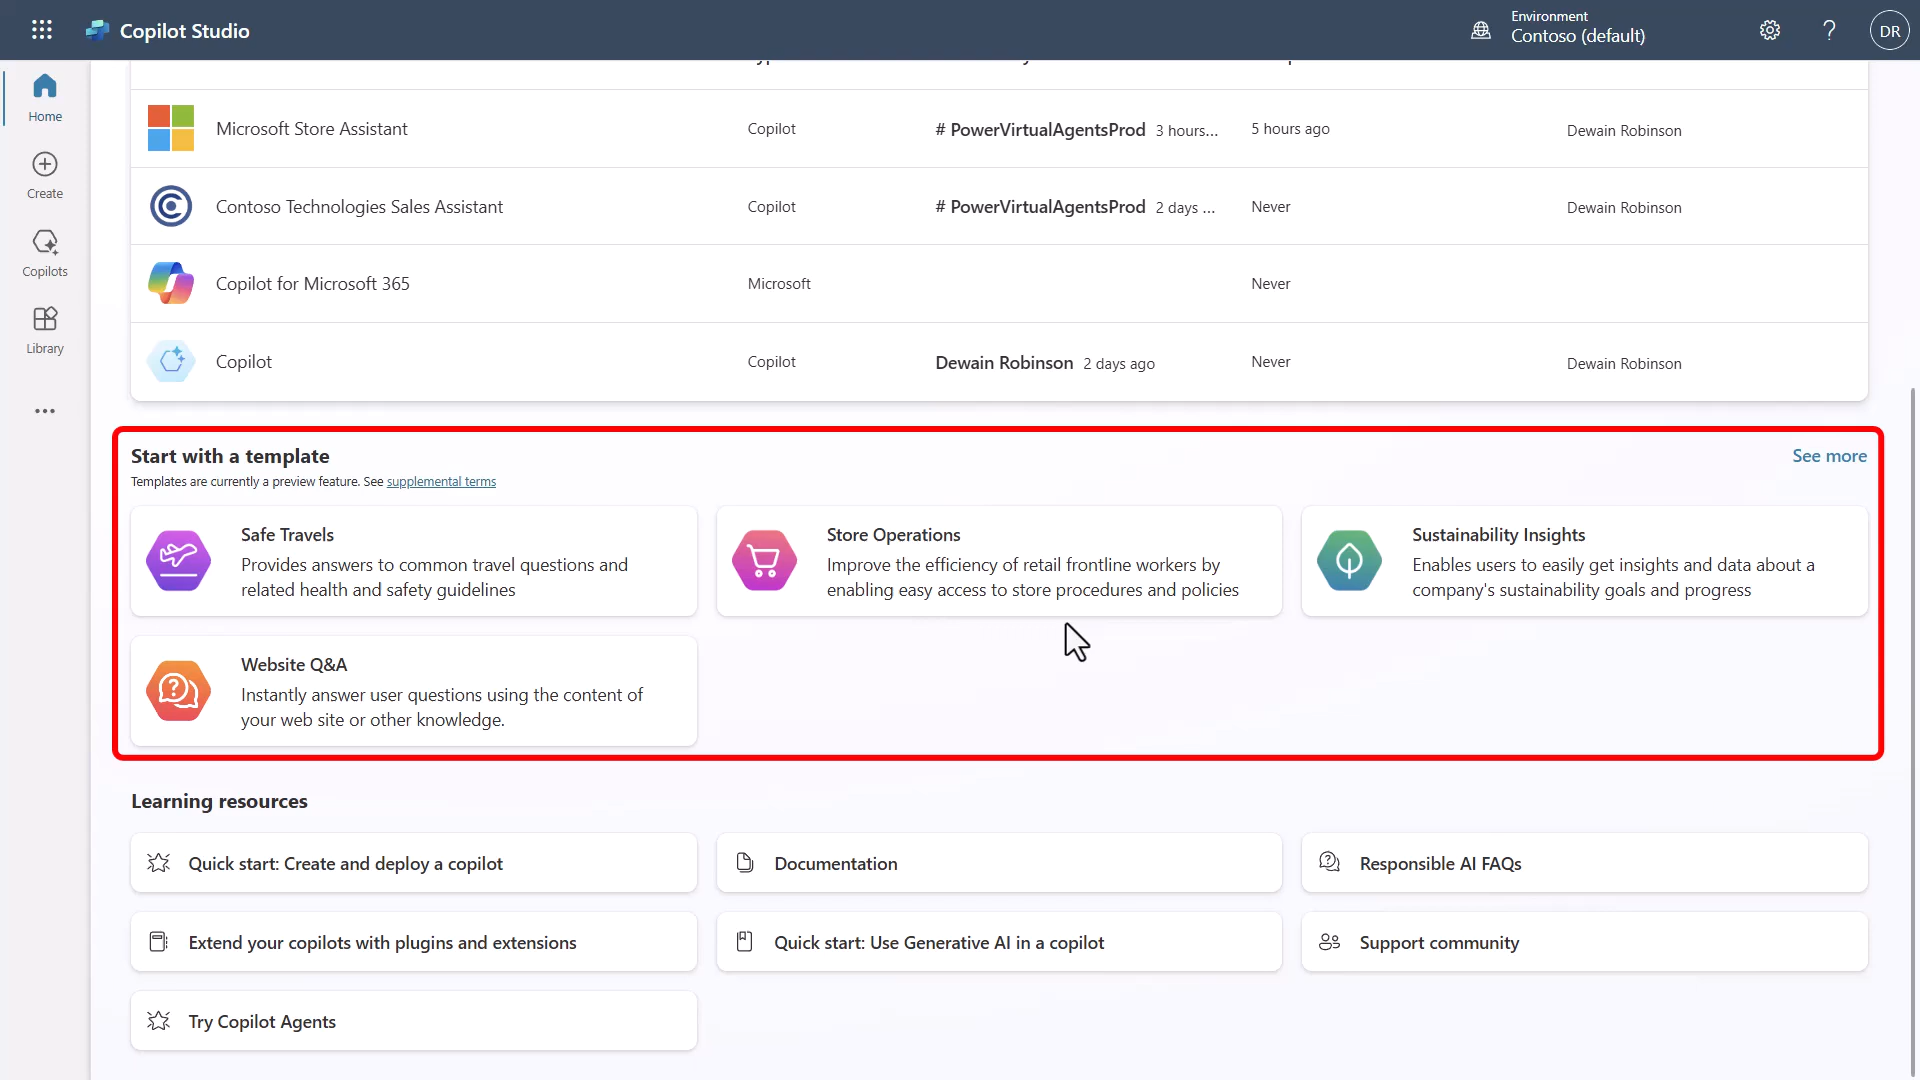 Copilot Studio
Environment
Contoso (default)
DR
Home
Create
Copilots
Library
Microsoft Store Assistant Copilot # PowerVirtualAgentsProd 3 hours... 5 hours ago Dewain Robinson
Contoso Technologies Sales Assistant Copilot # PowerVirtualAgentsProd 2 days ... Never Dewain Robinson
Copilot for Microsoft 365 Microsoft Never
Copilot Copilot Dewain Robinson 2 days ago Never Dewain Robinson
Start with a template
See more
Templates are currently a preview feature. See supplemental terms
Safe Travels
Provides answers to common travel questions and
related health and safety guidelines
Store Operations
Improve the efficiency of retail frontline workers by
enabling easy access to store procedures and policies
Sustainability Insights
Enables users to easily get insights and data about a
company's sustainability goals and progress
Website Q&A
Instantly answer user questions using the content of
your web site or other knowledge.
Learning resources
Quick start: Create and deploy a copilot
Documentation
Responsible AI FAQs
Extend your copilots with plugins and extensions
Quick start: Use Generative AI in a copilot
Support community
Try Copilot Agents